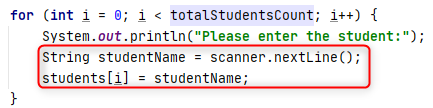 for (int i = 0; i < totalStudentsCount; i++) {
    System.out.println("Please enter the student:");
    String studentName = scanner.nextLine();
    students[i] = studentName;
}